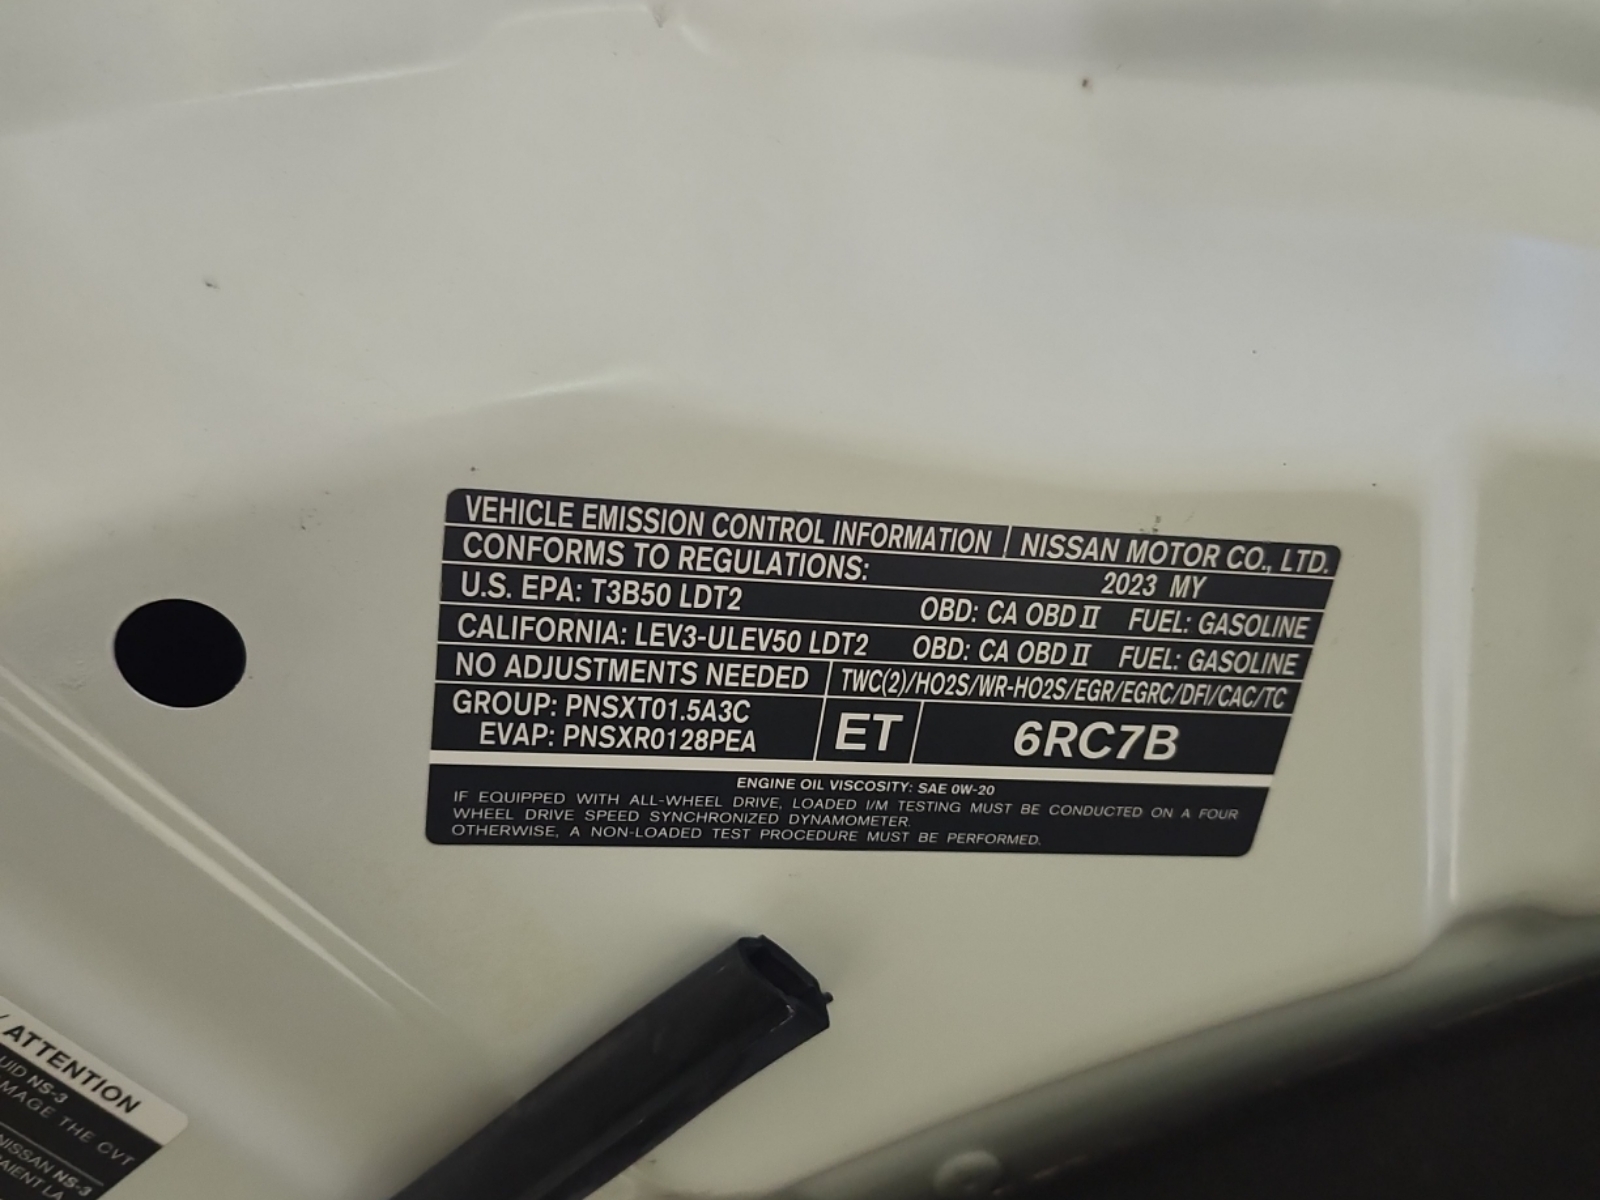 VEHICLE EMISSION CONTROL INFORMATION NISSAN MOTOR CO., LTD.
CONFORMS TO REGULATIONS: 2023 MY
U.S. EPA: T3B50 LDT2 OBD: CA OBD II FUEL: GASOLINE
CALIFORNIA: LEV3-ULEV50 LDT2 OBD: CA OBD II FUEL: GASOLINE
NO ADJUSTMENTS NEEDED TWC(2)/HO2S/WR-HO2S/EGR/EGRC/DFI/CAC/TC
GROUP: PNSXT01.5A3C
EVAP: PNSXR0128PEA
ET 6RC7B
ENGINE OIL VISCOSITY: SAE 0W-20
IF EQUIPPED WITH ALL-WHEEL DRIVE, LOADED I/M TESTING MUST BE CONDUCTED ON A FOUR
WHEEL DRIVE SPEED SYNCHRONIZED DYNAMOMETER.
OTHERWISE, A NON-LOADED TEST PROCEDURE MUST BE PERFORMED.
/ ATTENTION
NS-3
THE CVT
NISSAN NS-3
LA